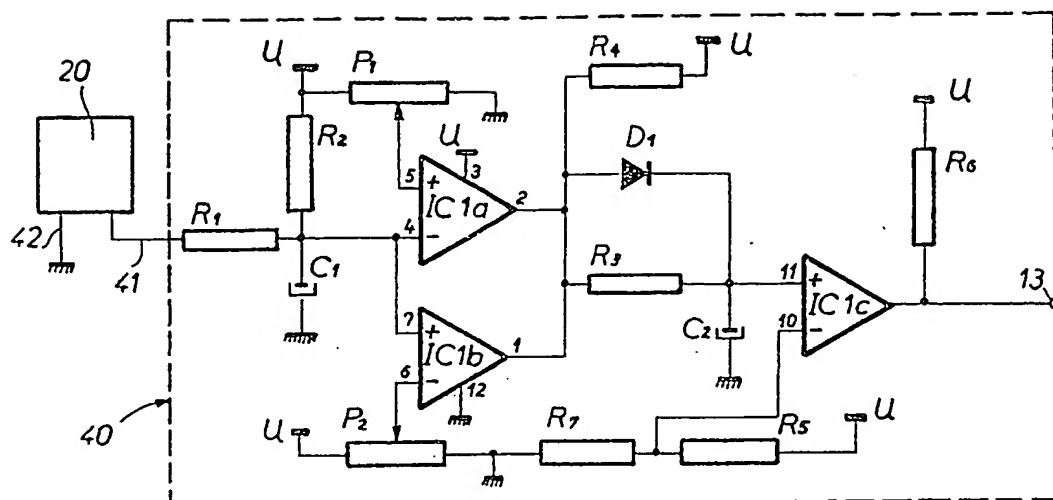 U P1 R4 U
20
R2 U D1 U
3
5 + IC1a 2 R6
R1 4 -
42 41 C1 R3
11 + IC1c 13
7 + IC1b 1 C2 10 -
6 - 12
40 U P2 R7 R5 U